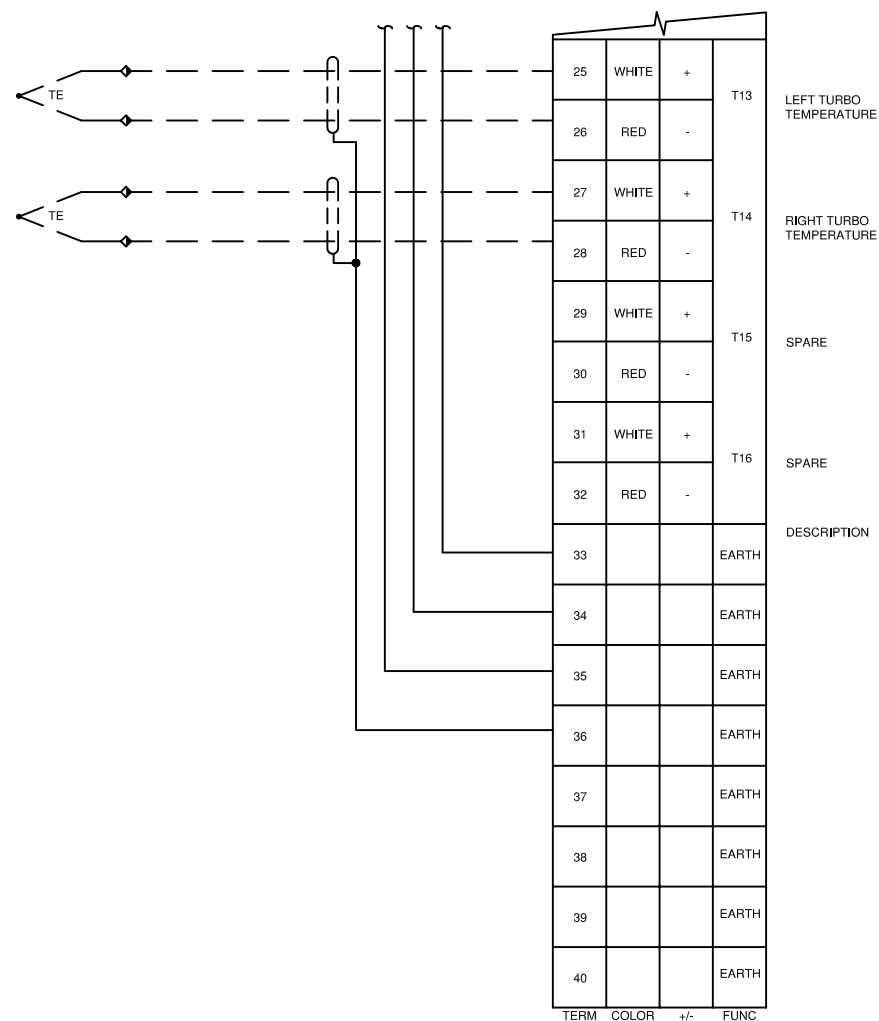 TE
25 WHITE +
T13
LEFT TURBO
TEMPERATURE
26 RED -
TE
27 WHITE +
T14
RIGHT TURBO
TEMPERATURE
28 RED -
29 WHITE +
T15
SPARE
30 RED -
31 WHITE +
T16
SPARE
32 RED -
DESCRIPTION
33 EARTH
34 EARTH
35 EARTH
36 EARTH
37 EARTH
38 EARTH
39 EARTH
40 EARTH
TERM COLOR +/- FUNC